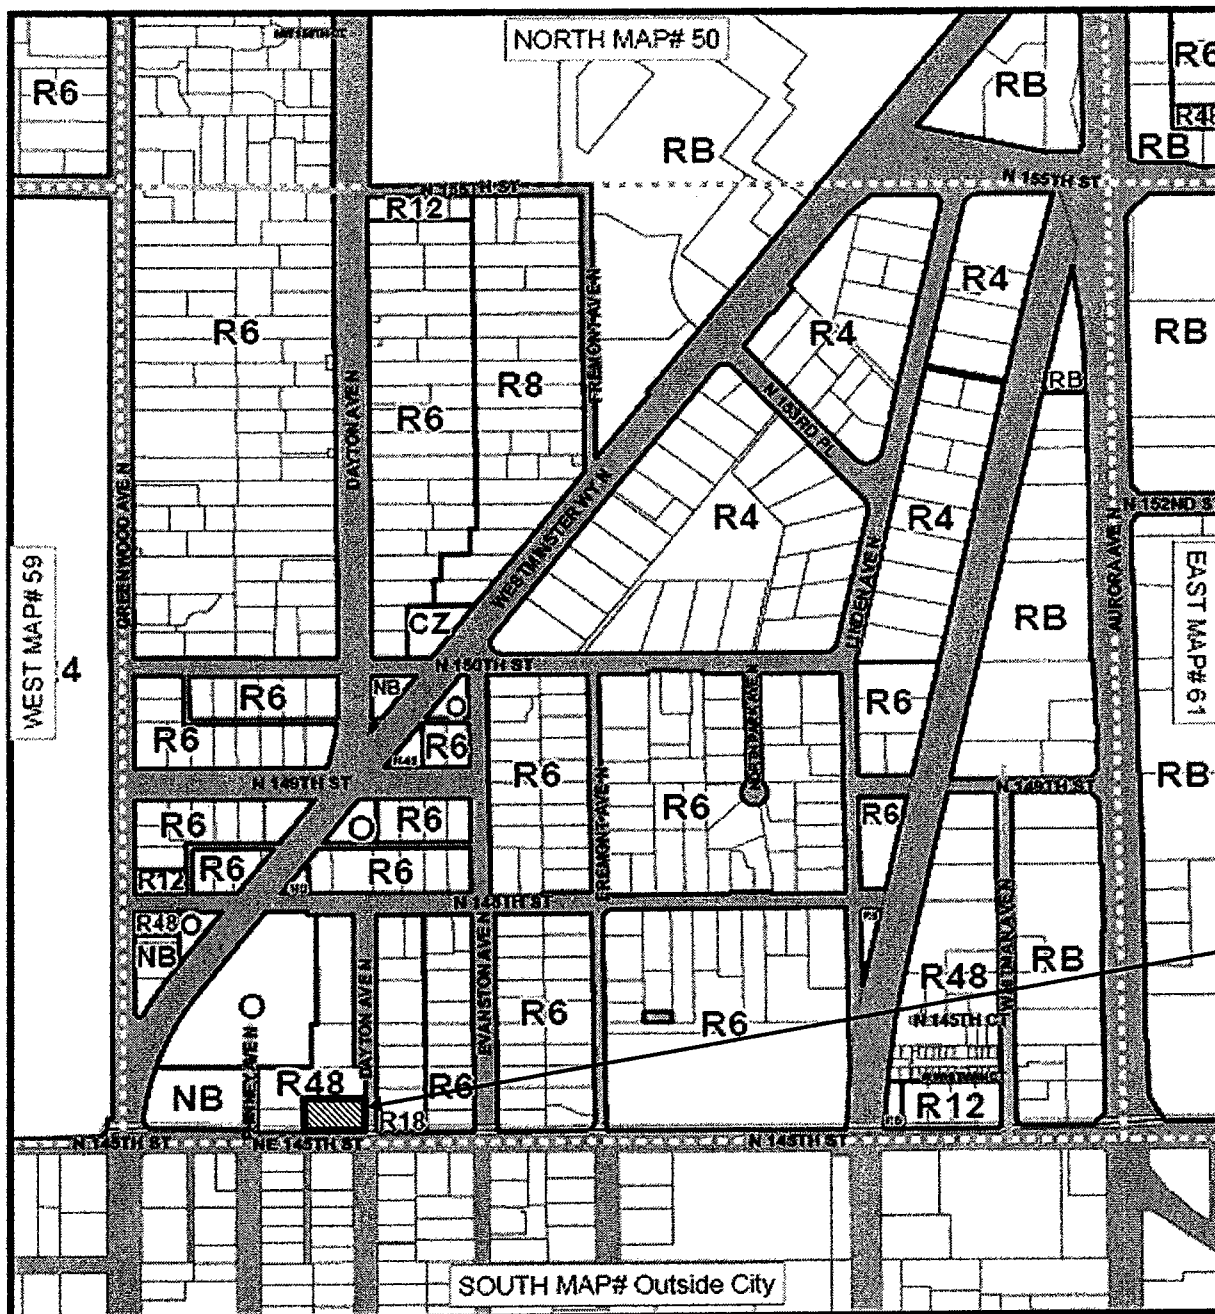 NORTH MAP# 50
R6
RB
R6
R48
RB
RB
N 155TH ST
N 155TH ST
R12
R4
R6
R4
RB
R8
RB
R6
FREMONT AVE N
DAYTON AVE N
N 153RD PL
GREENWOOD AVE N
R4
R4
N 152ND S
WESTMINSTER WY N
AURORA AVE N
WEST MAP# 59
EAST MAP# 61
LINDEN AVE N
CZ
RB
4
N 150TH ST
R6
NB
O
R6
R6
R6
R6
RB
N 149TH ST
N 149TH ST
FREMONT AVE N
R6
O
R6
R6
R6
R12
R6
R6
N 148TH ST
R48
O
NB
EVANSTON AVE N
WHITMAN AVE N
RB
R48
DAYTON AVE N
O
R6
R6
N 145TH CT
R48
R6
NB
R18
R12
N 145TH ST
NE 145TH ST
N 145TH ST
SOUTH MAP# Outside City